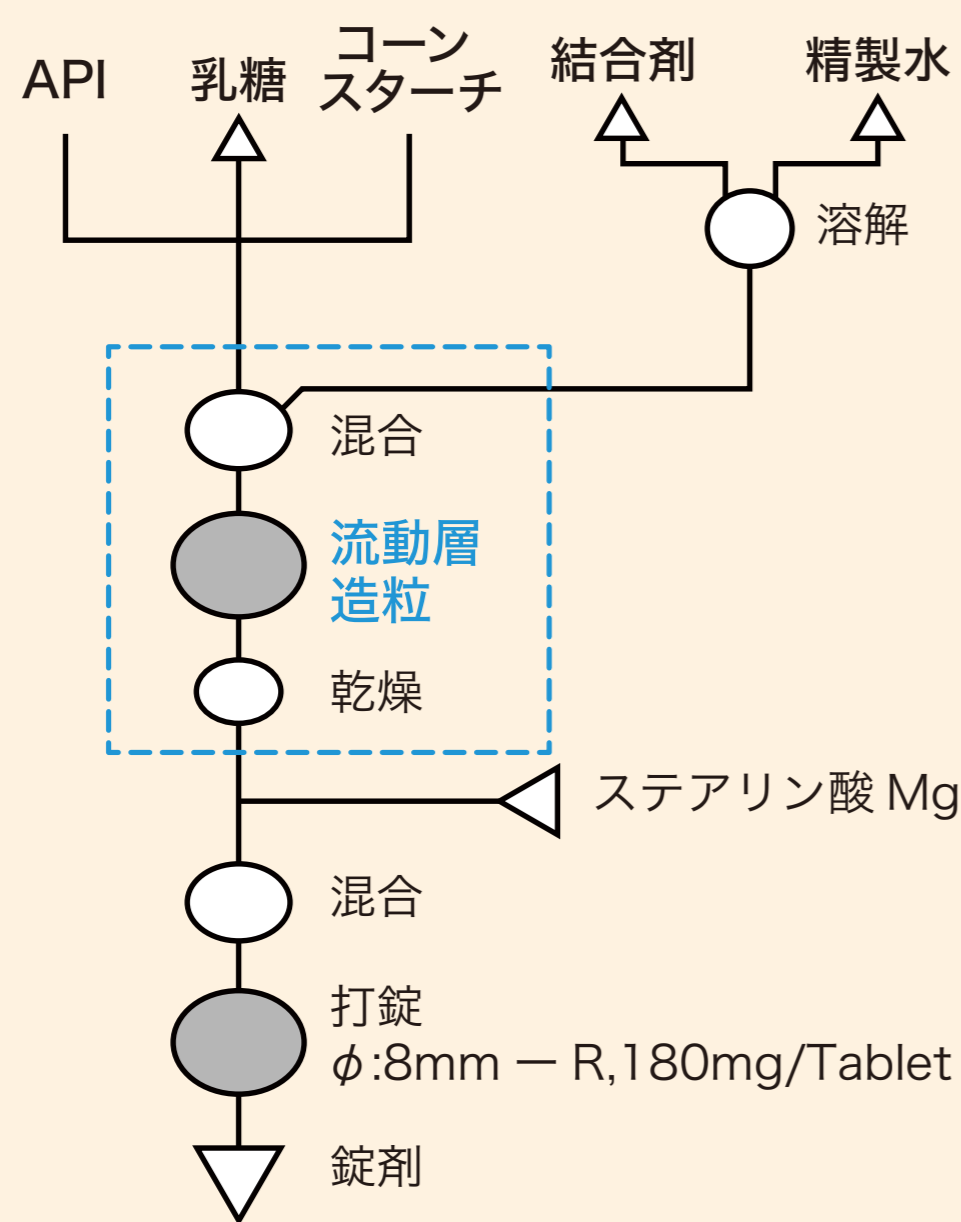 API
乳糖
コーン
スターチ
結合剤
精製水
溶解
混合
流動層
造粒
乾燥
ステアリン酸 Mg
混合
打錠
φ:8mm ー R,180mg/Tablet
錠剤